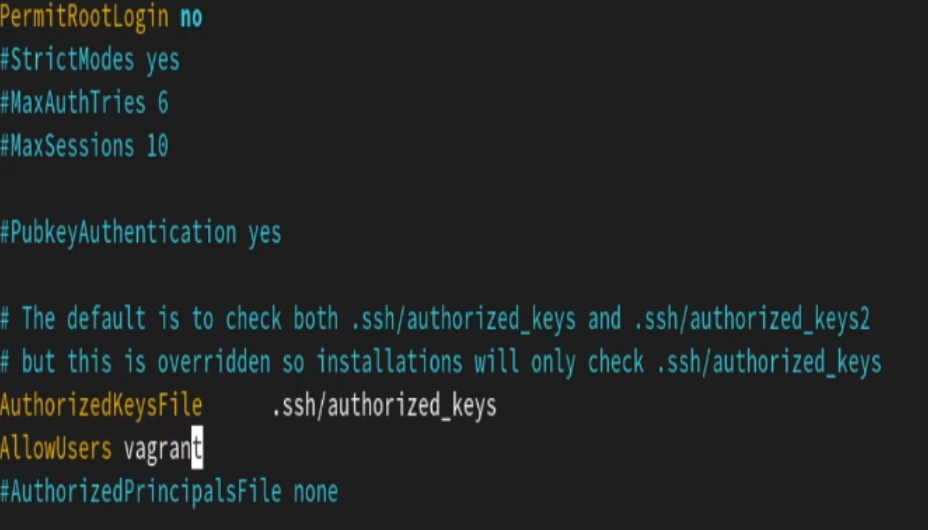 PermitRootLogin no
#StrictModes yes
#MaxAuthTries 6
#MaxSessions 10
#PubkeyAuthentication yes
# The default is to check both .ssh/authorized_keys and .ssh/authorized_keys2
# but this is overridden so installations will only check .ssh/authorized_keys
AuthorizedKeysFile .ssh/authorized_keys
AllowUsers vagrant
#AuthorizedPrincipalsFile none